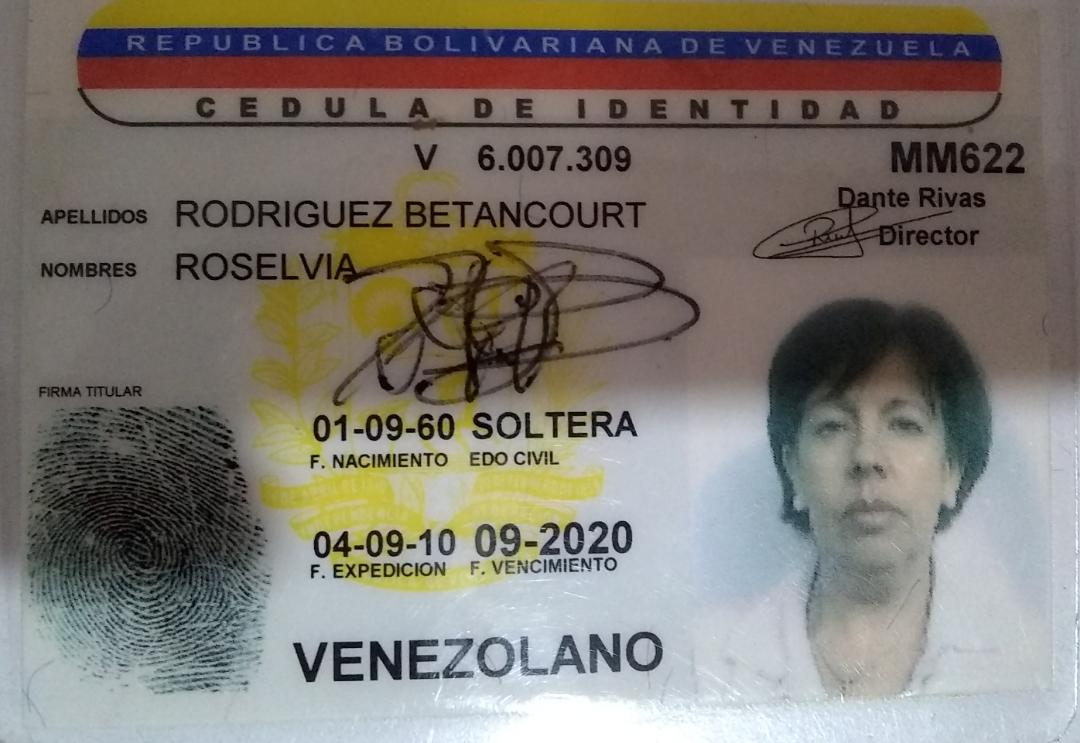 REPUBLICA BOLIVARIANA DE VENEZUELA
CEDULA DE IDENTIDAD
V 6.007.309
MM622
Dante Rivas
Director
APELLIDOS RODRIGUEZ BETANCOURT
NOMBRES ROSELVIA
FIRMA TITULAR
01-09-60 SOLTERA
F. NACIMIENTO EDO CIVIL
04-09-10 09-2020
F. EXPEDICION F. VENCIMIENTO
VENEZOLANO